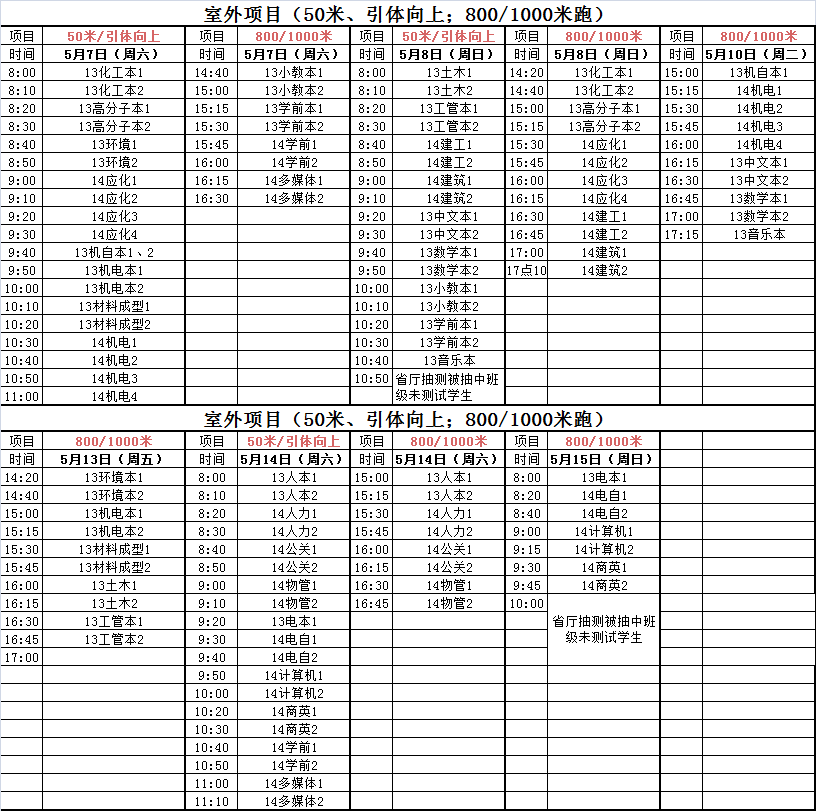 室外项目（50米、引体向上；800/1000米跑）
项目 50米/引体向上 项目 800/1000米 项目 50米/引体向上 项目 800/1000米 项目 800/1000米
时间 5月7日（周六） 时间 5月7日（周六） 时间 5月8日（周日） 时间 5月8日（周日） 时间 5月10日（周二）
8:00 13化工本1 14:40 13小教本1 8:00 13土木1 14:20 13化工本1 15:00 13机自本1
8:10 13化工本2 15:00 13小教本2 8:10 13土木2 14:40 13化工本2 15:15 14机电1
8:20 13高分子本1 15:15 13学前本1 8:20 13工管本1 15:00 13高分子本1 15:30 14机电2
8:30 13高分子本2 15:30 13学前本2 8:30 13工管本2 15:15 13高分子本2 15:45 14机电3
8:40 13环境1 15:45 14学前1 8:40 14建工1 15:30 14应化1 16:00 14机电4
8:50 13环境2 16:00 14学前2 8:50 14建工2 15:45 14应化2 16:15 13中文本1
9:00 14应化1 16:15 14多媒体1 9:00 14建筑1 16:00 14应化3 16:30 13中文本2
9:10 14应化2 16:30 14多媒体2 9:10 14建筑2 16:15 14应化4 16:45 13数学本1
9:20 14应化3 9:20 13中文本1 16:30 14建工1 17:00 13数学本2
9:30 14应化4 9:30 13中文本2 16:45 14建工2 17:15 13音乐本
9:40 13机自本1、2 9:40 13数学本1 17:00 14建筑1
9:50 13机电本1 9:50 13数学本2 17点10 14建筑2
10:00 13机电本2 10:00 13小教本1
10:10 13材料成型1 10:10 13小教本2
10:20 13材料成型2 10:20 13学前本1
10:30 14机电1 10:30 13学前本2
10:40 14机电2 10:40 13音乐本
10:50 14机电3 10:50 省厅抽测被抽中班
11:00 14机电4 级未测试学生
室外项目（50米、引体向上；800/1000米跑）
项目 800/1000米 项目 50米/引体向上 项目 800/1000米 项目 800/1000米
时间 5月13日（周五） 时间 5月14日（周六） 时间 5月14日（周六） 时间 5月15日（周日）
14:20 13环境本1 8:00 13人本1 15:00 13人本1 8:00 13电本1
14:40 13环境本2 8:10 13人本2 15:15 13人本2 8:20 14电自1
15:00 13机电本1 8:20 14人力1 15:30 14人力1 8:40 14电自2
15:15 13机电本2 8:30 14人力2 15:45 14人力2 9:00 14计算机1
15:30 13材料成型1 8:40 14公关1 16:00 14公关1 9:15 14计算机2
15:45 13材料成型2 8:50 14公关2 16:15 14公关2 9:30 14商英1
16:00 13土木1 9:00 14物管1 16:30 14物管1 9:45 14商英2
16:15 13土木2 9:10 14物管2 16:45 14物管2 10:00
16:30 13工管本1 9:20 13电本1 省厅抽测被抽中班
16:45 13工管本2 9:30 14电自1 级未测试学生
17:00 9:40 14电自2
9:50 14计算机1
10:00 14计算机2
10:20 14商英1
10:30 14商英2
10:40 14学前1
10:50 14学前2
11:00 14多媒体1
11:10 14多媒体2